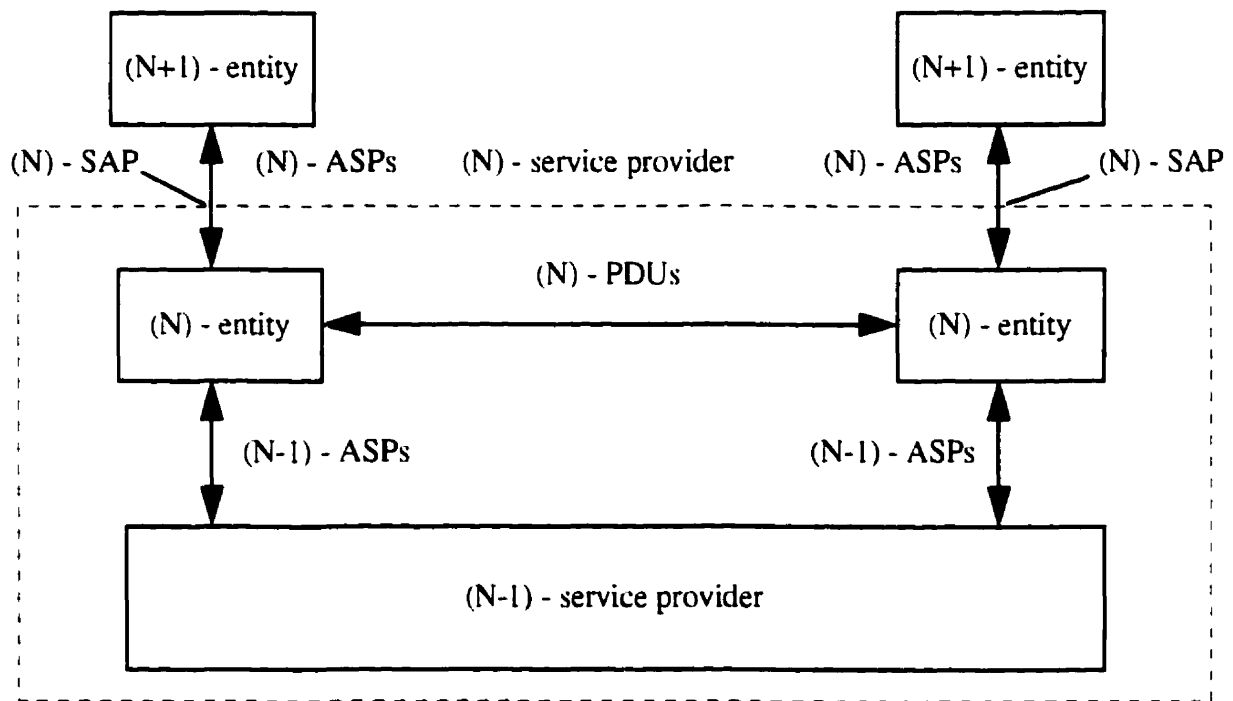 (N+1) - entity
(N+1) - entity
(N) - SAP
(N) - ASPs
(N) - service provider
(N) - ASPs
(N) - SAP
(N) - PDUs
(N) - entity
(N) - entity
(N-1) - ASPs
(N-1) - ASPs
(N-1) - service provider